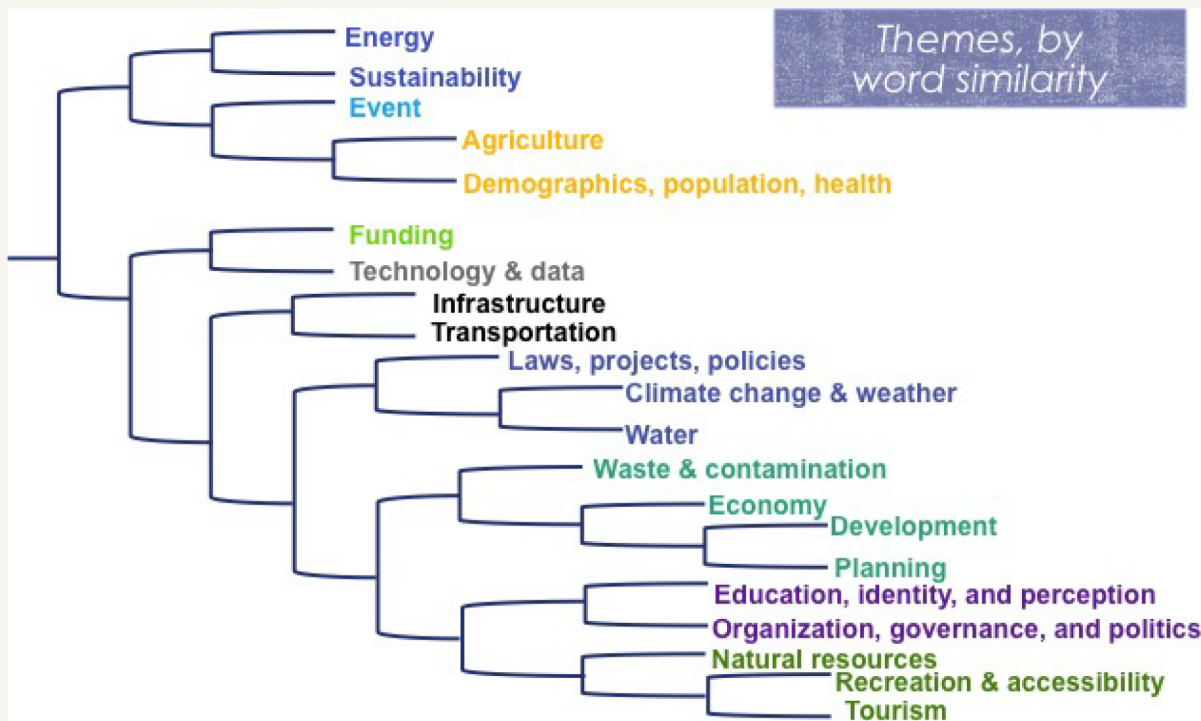 Themes, by
word similarity
Energy
Sustainability
Event
Agriculture
Demographics, population, health
Funding
Technology & data
Infrastructure
Transportation
Laws, projects, policies
Climate change & weather
Water
Waste & contamination
Economy
Development
Planning
Education, identity, and perception
Organization, governance, and politics
Natural resources
Recreation & accessibility
Tourism